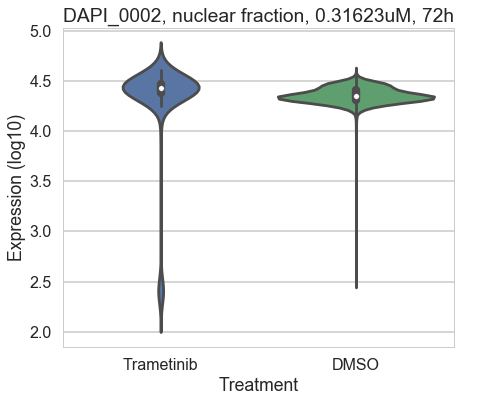 DAPI_0002, nuclear fraction, 0.31623uM, 72h
Expression (log10)
5.0
4.5
4.0
3.5
3.0
2.5
2.0
Trametinib DMSO
Treatment